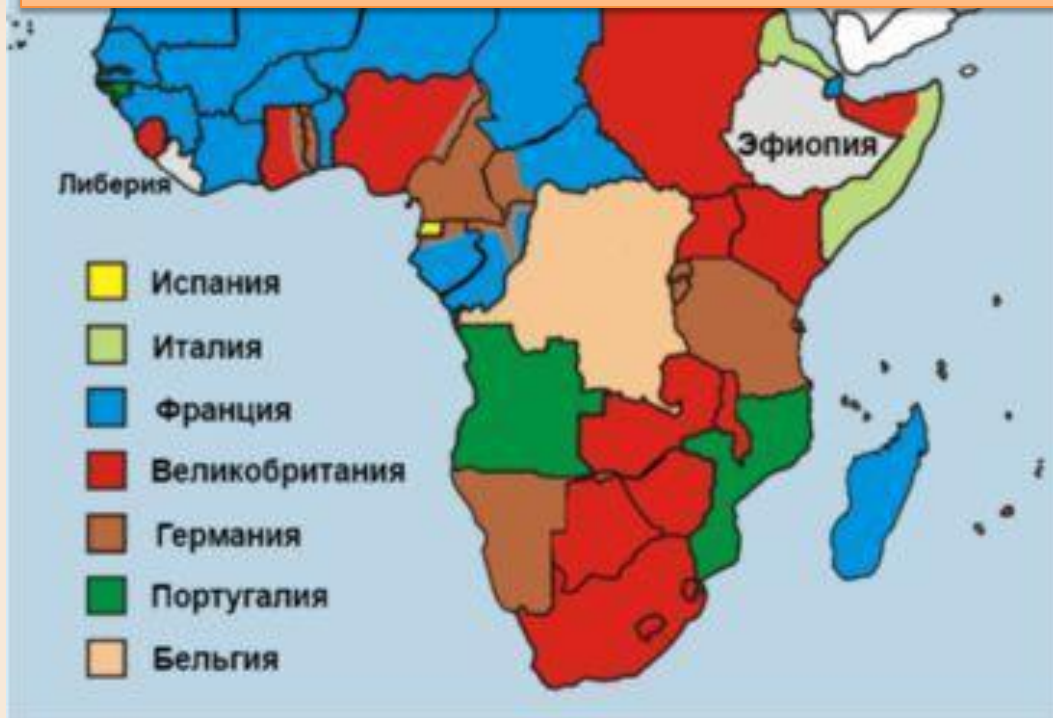 Эфиопия
Либерия
Испания
Италия
Франция
Великобритания
Германия
Португалия
Бельгия